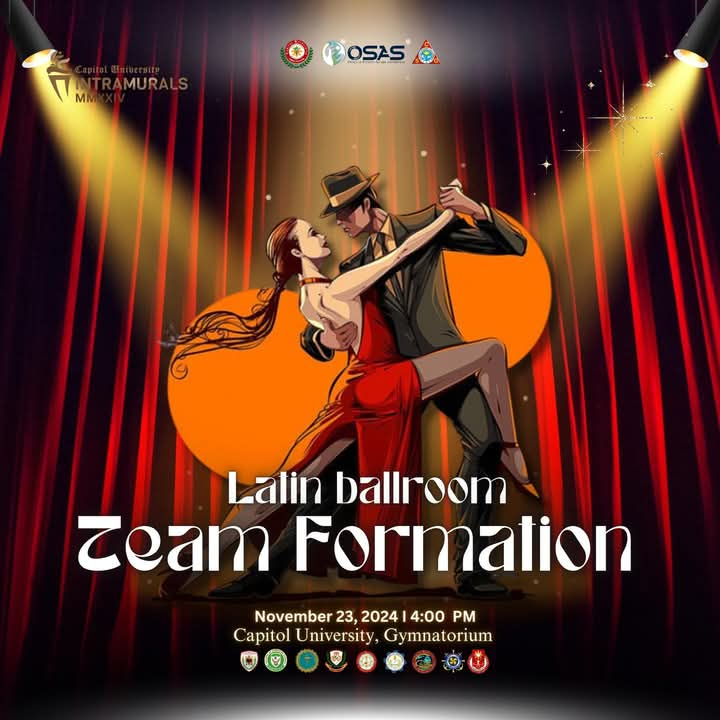 Capitol University
INTRAMURALS
MMXXIV
OSAS
Latin ballroom
Team Formation
November 23, 2024 I 4:00 PM
Capitol University, Gymnatorium